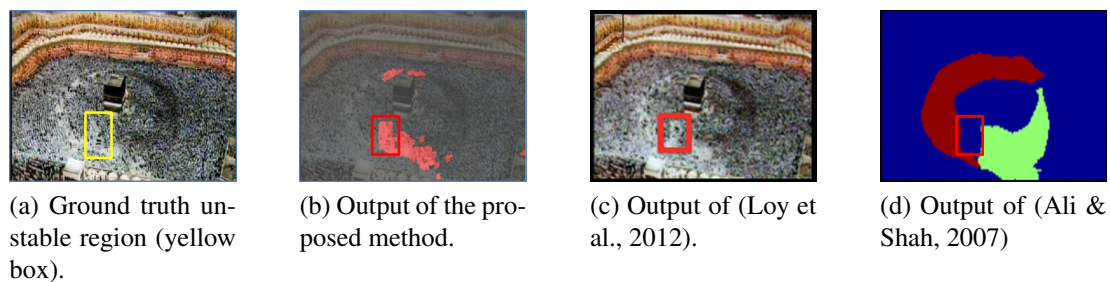 (a) Ground truth un-
stable region (yellow
box).
(b) Output of the pro-
posed method.
(c) Output of (Loy et
al., 2012).
(d) Output of (Ali &
Shah, 2007)